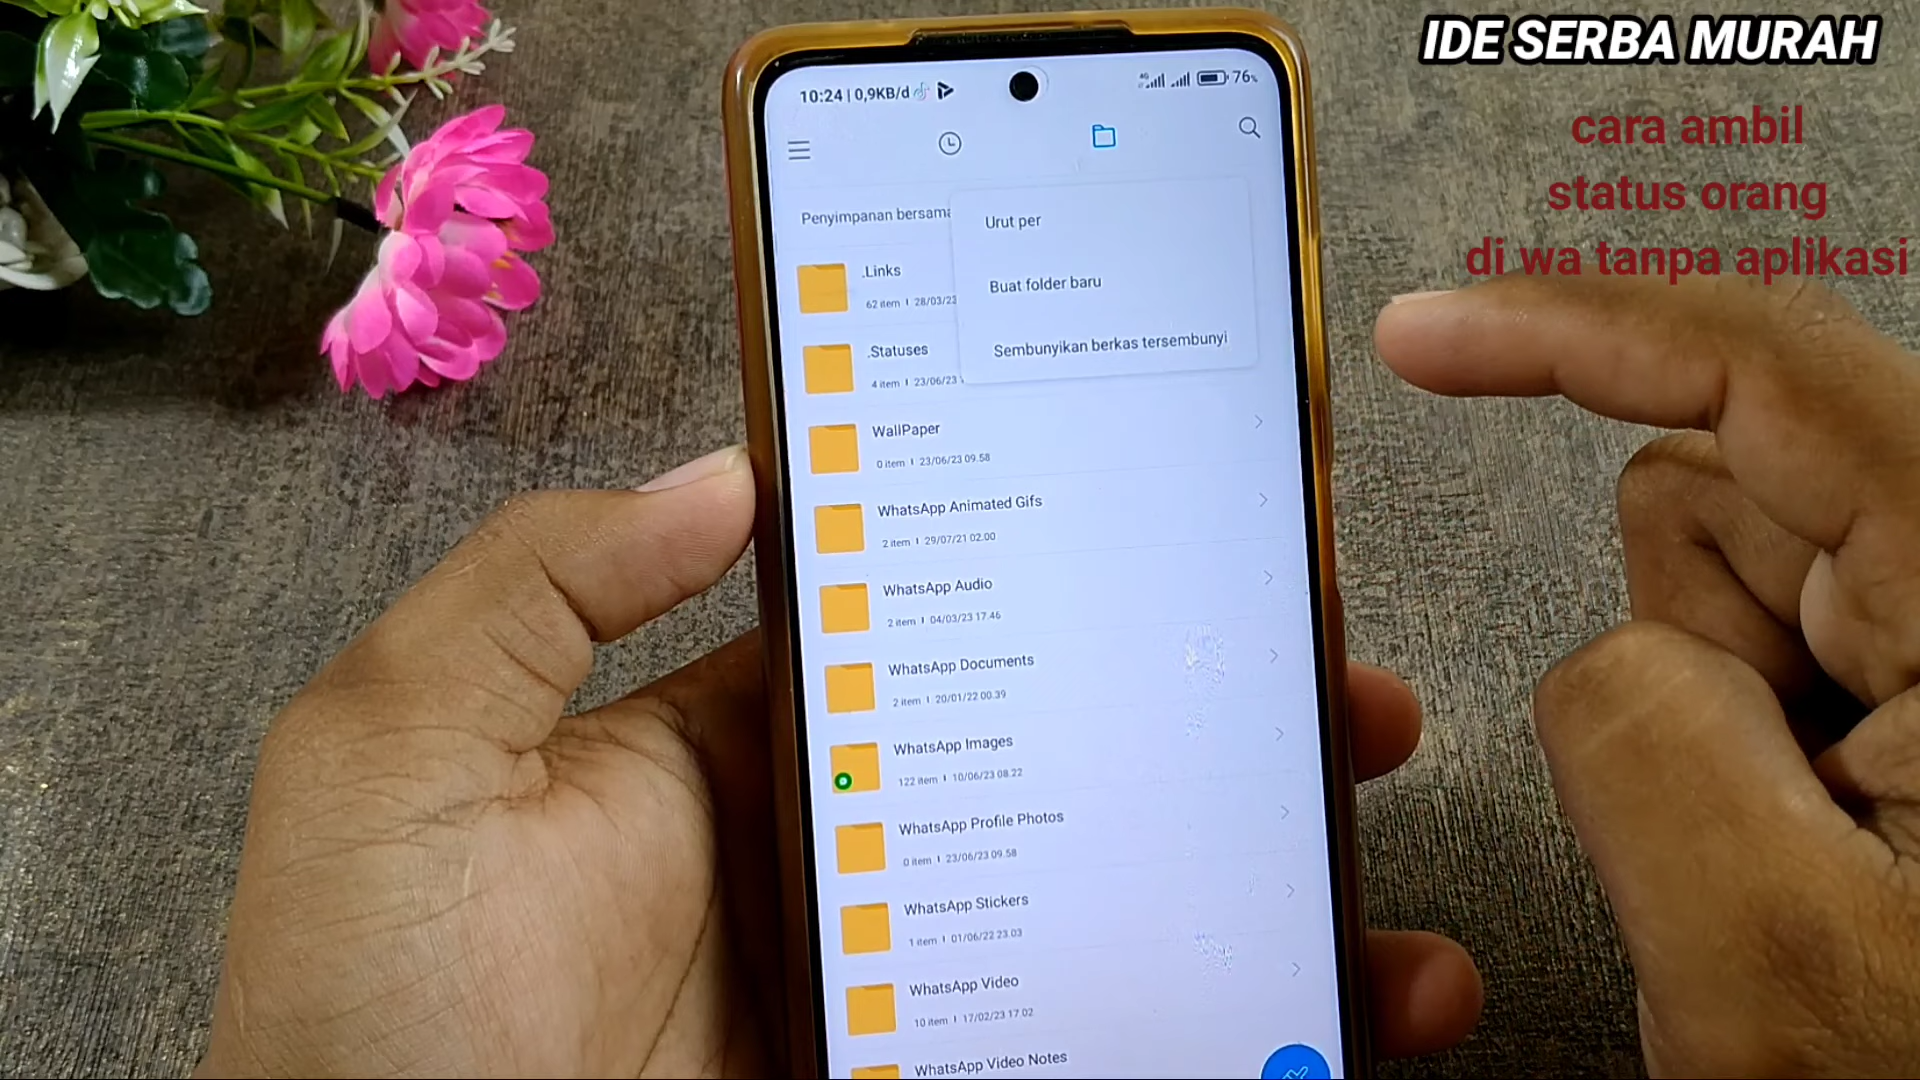 IDE SERBA MURAH
cara ambil
status orang
di wa tanpa aplikasi
10:24 | 0,9KB/d
4G
76%
Penyimpanan bersama
Urut per
Buat folder baru
Sembunyikan berkas tersembunyi
.Links
62 item | 28/03/23
.Statuses
4 item | 23/06/23
WallPaper
0 item | 23/06/23 09.58
WhatsApp Animated Gifs
2 item | 29/07/21 02.00
WhatsApp Audio
2 item | 04/03/23 17.46
WhatsApp Documents
2 item | 20/01/22 00.39
WhatsApp Images
122 item | 10/06/23 08.22
WhatsApp Profile Photos
0 item | 23/06/23 09.58
WhatsApp Stickers
1 item | 01/06/22 23.03
WhatsApp Video
10 item | 17/02/23 17.02
WhatsApp Video Notes